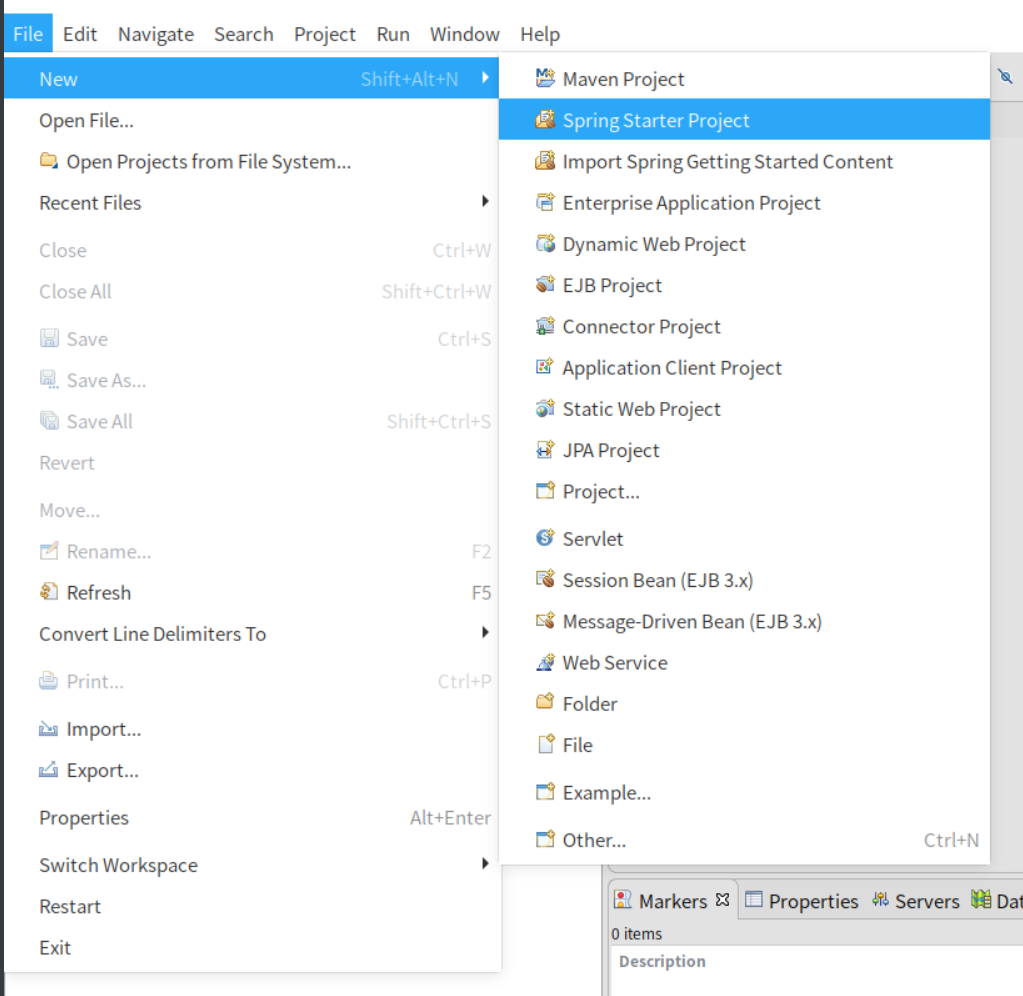 File Edit Navigate Search Project Run Window Help
New Shift+Alt+N
Open File...
Open Projects from File System...
Recent Files
Close Ctrl+W
Close All Shift+Ctrl+W
Save Ctrl+S
Save As...
Save All Shift+Ctrl+S
Revert
Move...
Rename... F2
Refresh F5
Convert Line Delimiters To
Print... Ctrl+P
Import...
Export...
Properties Alt+Enter
Switch Workspace
Restart
Exit
Maven Project
Spring Starter Project
Import Spring Getting Started Content
Enterprise Application Project
Dynamic Web Project
EJB Project
Connector Project
Application Client Project
Static Web Project
JPA Project
Project...
Servlet
Session Bean (EJB 3.x)
Message-Driven Bean (EJB 3.x)
Web Service
Folder
File
Example...
Other... Ctrl+N
Markers Properties Servers Dat
0 items
Description